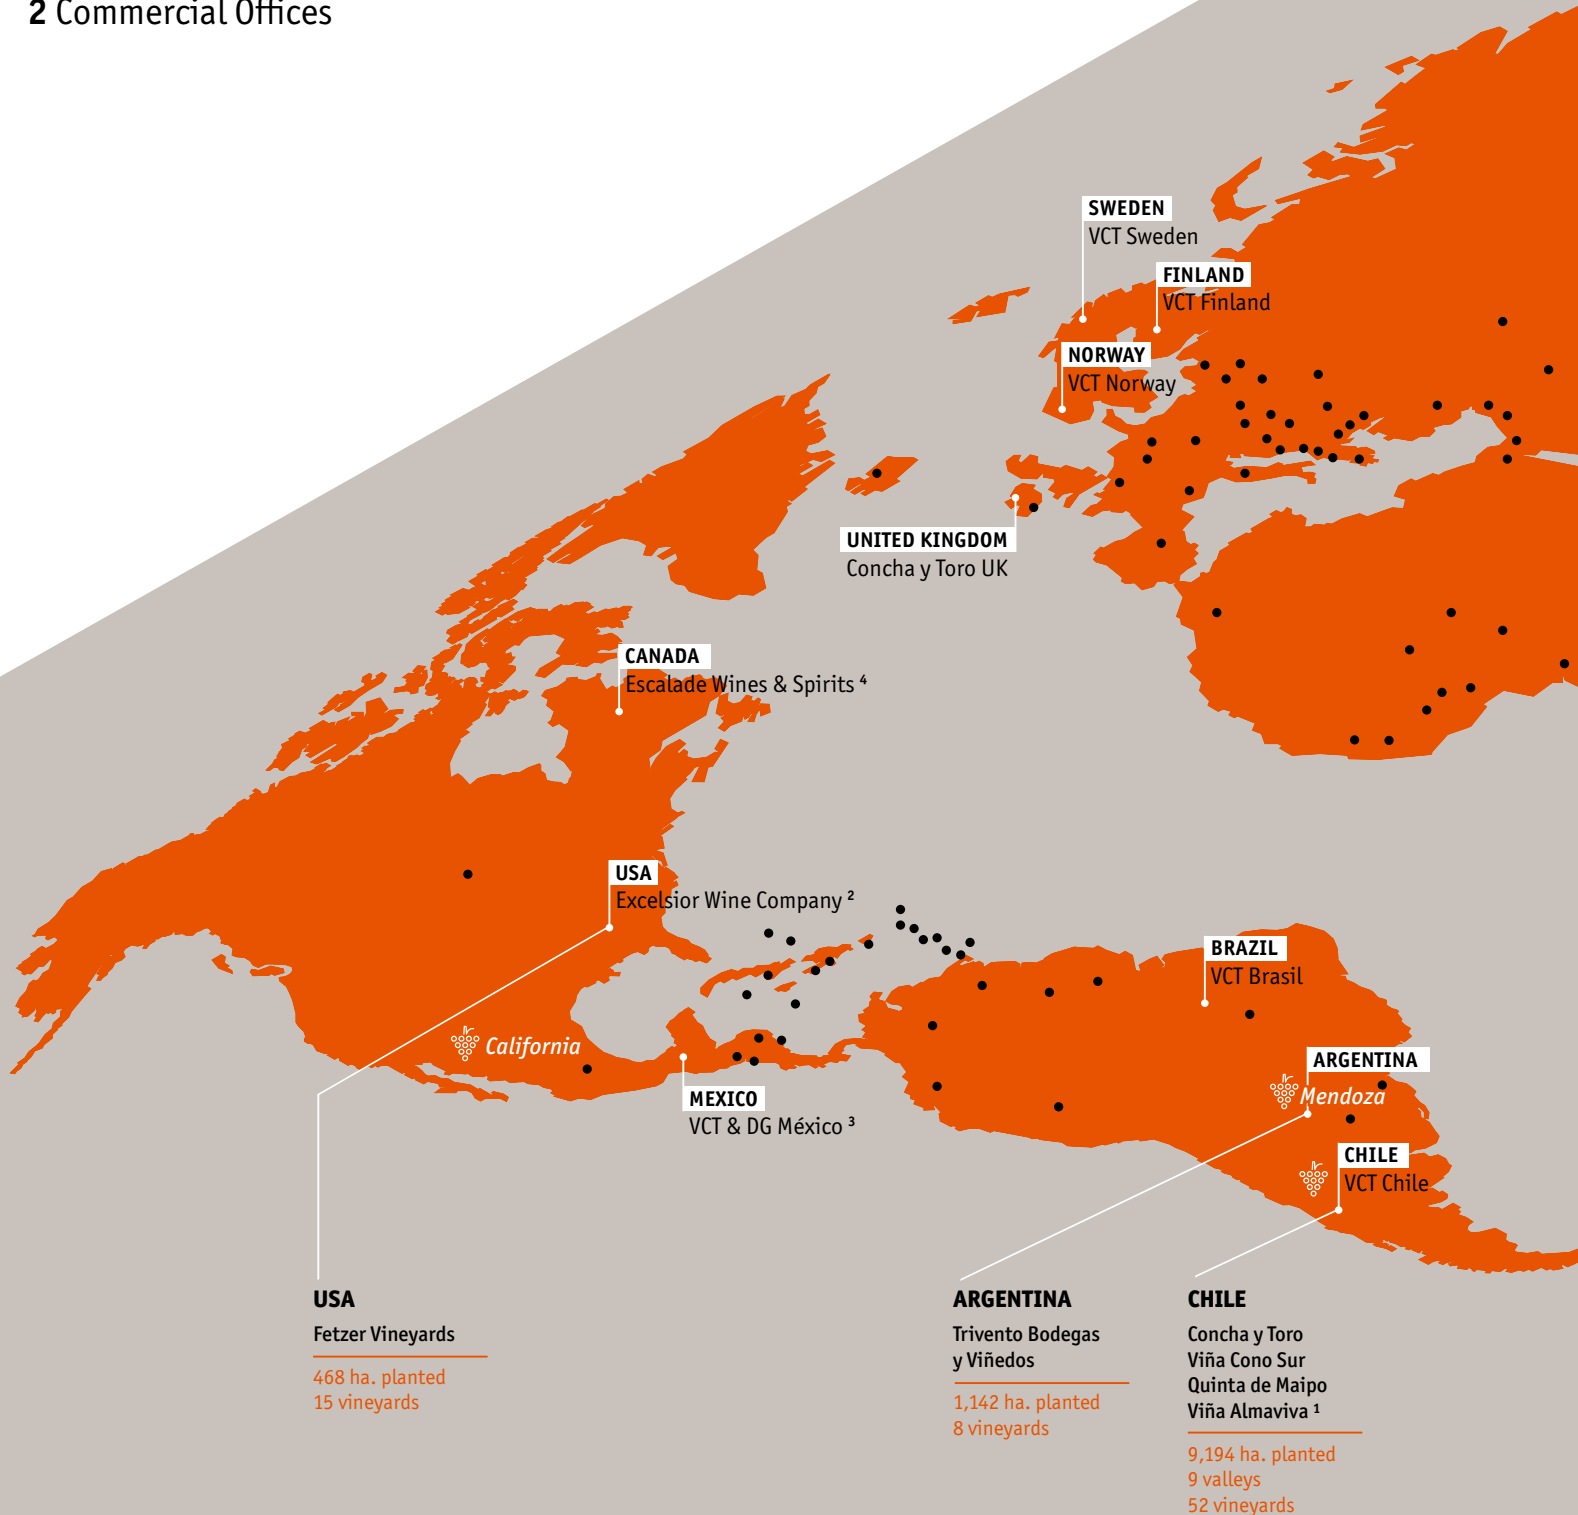 2 Commercial Offices
SWEDEN
VCT Sweden
FINLAND
VCT Finland
NORWAY
VCT Norway
UNITED KINGDOM
Concha y Toro UK
CANADA
Escalade Wines & Spirits ⁴
USA
Excelsior Wine Company ²
BRAZIL
VCT Brasil
California
MEXICO
VCT & DG México ³
ARGENTINA
Mendoza
CHILE
VCT Chile
USA
Fetzer Vineyards
468 ha. planted
15 vineyards
ARGENTINA
Trivento Bodegas
y Viñedos
1,142 ha. planted
8 vineyards
CHILE
Concha y Toro
Viña Cono Sur
Quinta de Maipo
Viña Almaviva ¹
9,194 ha. planted
9 valleys
52 vineyards